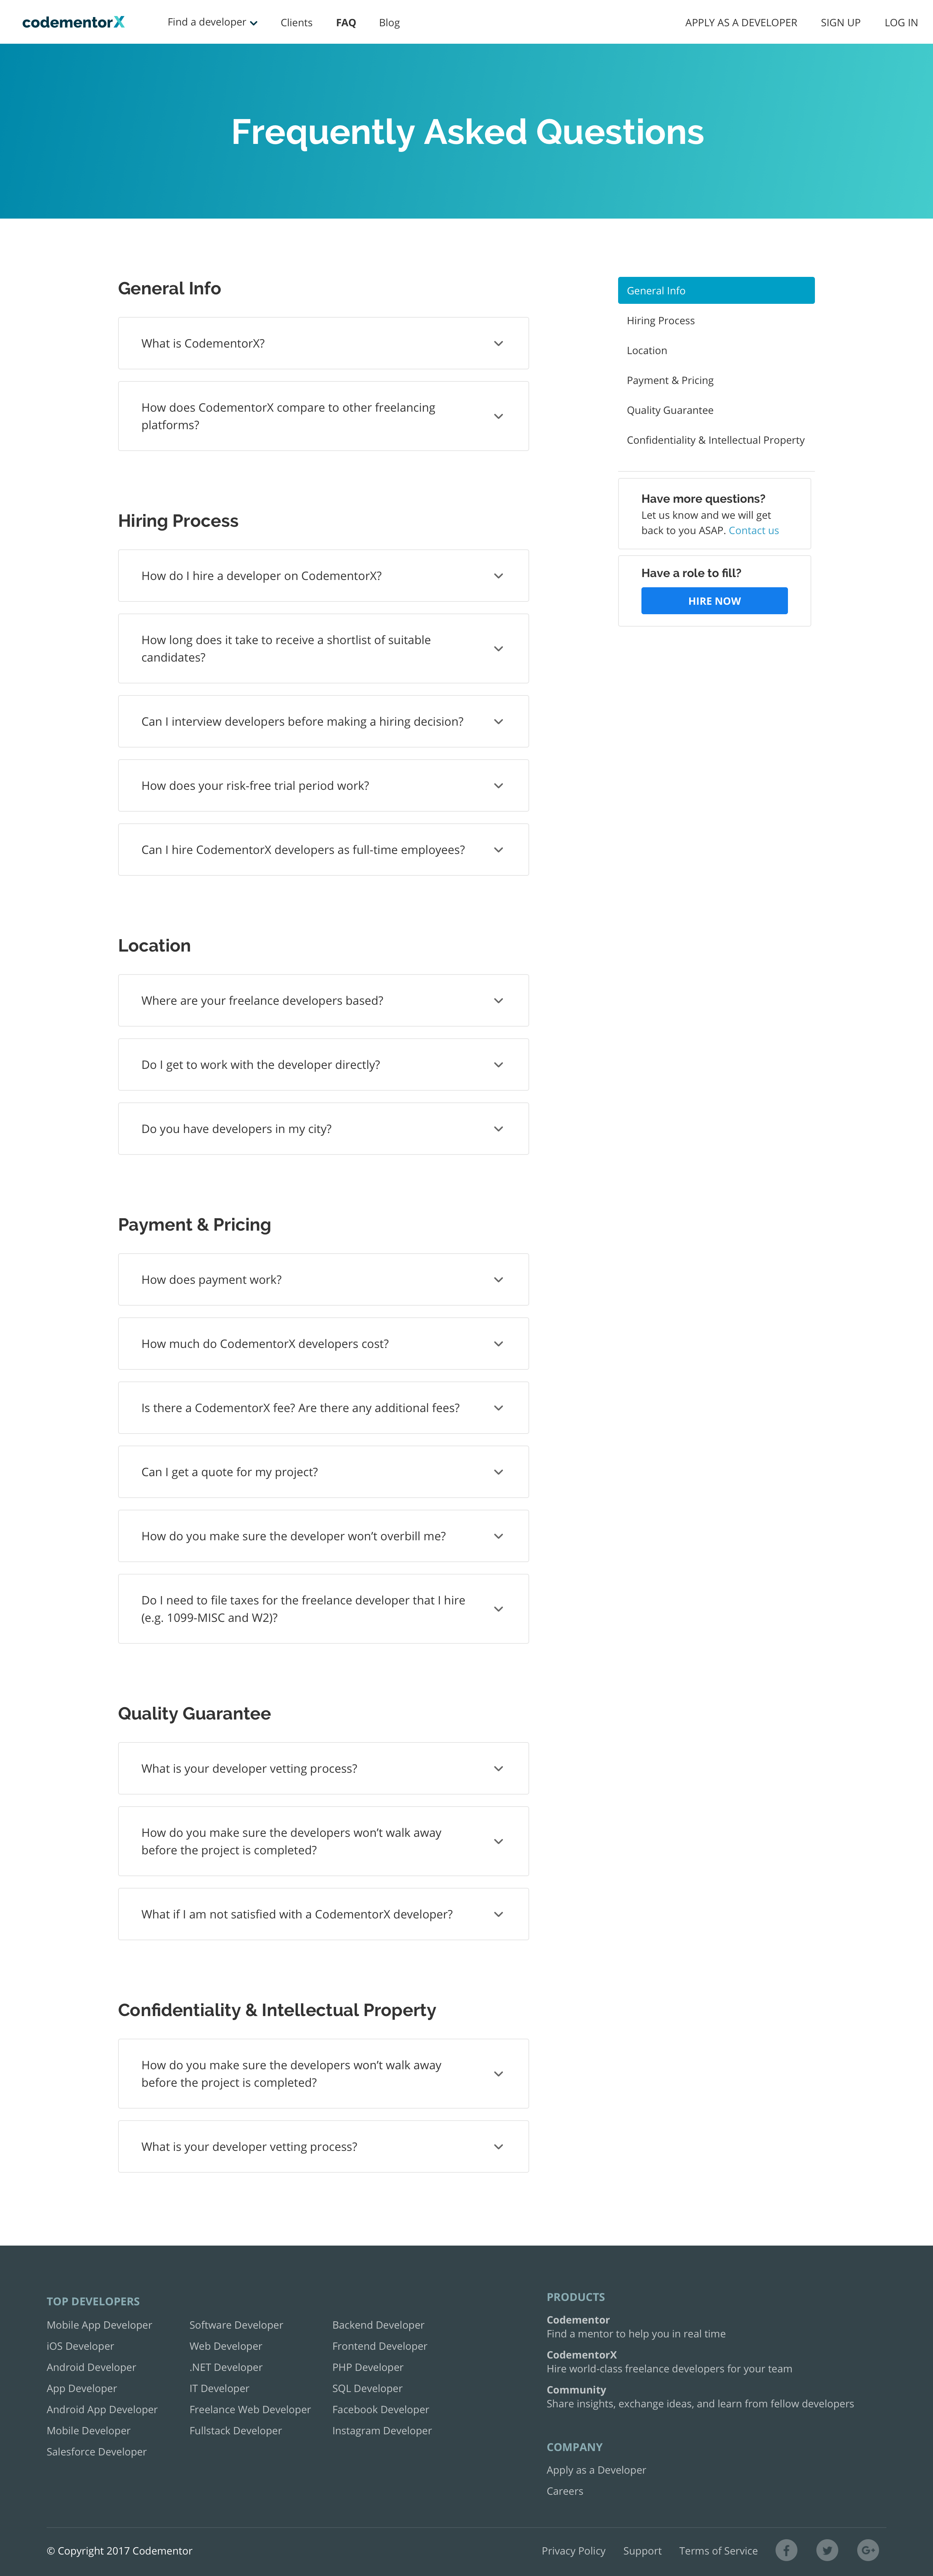 codementorX
Find a developer
Clients
FAQ
Blog
APPLY AS A DEVELOPER
SIGN UP
LOG IN
Frequently Asked Questions
General Info
What is CodementorX?
How does CodementorX compare to other freelancing
platforms?
Hiring Process
How do I hire a developer on CodementorX?
How long does it take to receive a shortlist of suitable
candidates?
Can I interview developers before making a hiring decision?
How does your risk-free trial period work?
Can I hire CodementorX developers as full-time employees?
Location
Where are your freelance developers based?
Do I get to work with the developer directly?
Do you have developers in my city?
Payment & Pricing
How does payment work?
How much do CodementorX developers cost?
Is there a CodementorX fee? Are there any additional fees?
Can I get a quote for my project?
How do you make sure the developer won’t overbill me?
Do I need to file taxes for the freelance developer that I hire
(e.g. 1099-MISC and W2)?
Quality Guarantee
What is your developer vetting process?
How do you make sure the developers won’t walk away
before the project is completed?
What if I am not satisfied with a CodementorX developer?
Confidentiality & Intellectual Property
How do you make sure the developers won’t walk away
before the project is completed?
What is your developer vetting process?
General Info
Hiring Process
Location
Payment & Pricing
Quality Guarantee
Confidentiality & Intellectual Property
Have more questions?
Let us know and we will get
back to you ASAP. Contact us
Have a role to fill?
HIRE NOW
TOP DEVELOPERS
Mobile App Developer
iOS Developer
Android Developer
App Developer
Android App Developer
Mobile Developer
Salesforce Developer
Software Developer
Web Developer
.NET Developer
IT Developer
Freelance Web Developer
Fullstack Developer
Backend Developer
Frontend Developer
PHP Developer
SQL Developer
Facebook Developer
Instagram Developer
PRODUCTS
Codementor
Find a mentor to help you in real time
CodementorX
Hire world-class freelance developers for your team
Community
Share insights, exchange ideas, and learn from fellow developers
COMPANY
Apply as a Developer
Careers
© Copyright 2017 Codementor
Privacy Policy
Support
Terms of Service
f
G+